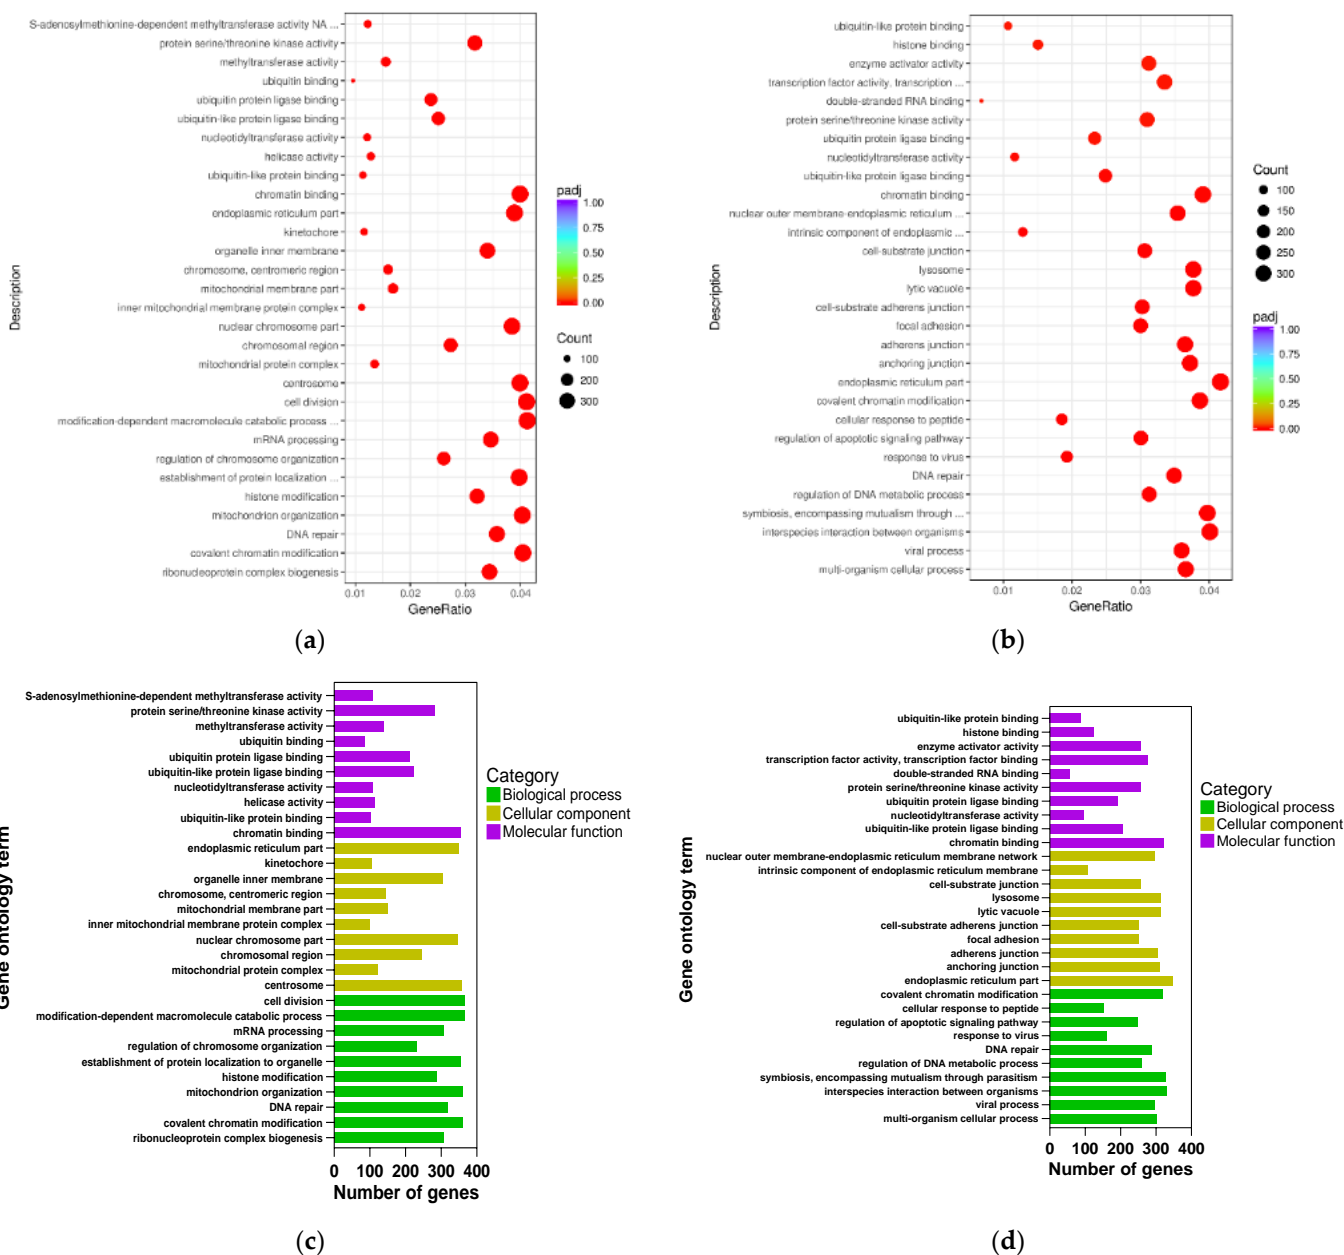 S-adenosylmethionine-dependent methyltransferase activity NA ...
protein serine/threonine kinase activity
methyltransferase activity
ubiquitin binding
ubiquitin protein ligase binding
ubiquitin-like protein ligase binding
nucleotidyltransferase activity
helicase activity
ubiquitin-like protein binding
chromatin binding
endoplasmic reticulum part
kinetochore
organelle inner membrane
chromosome, centromeric region
mitochondrial membrane part
inner mitochondrial membrane protein complex
nuclear chromosome part
chromosomal region
mitochondrial protein complex
centrosome
cell division
modification-dependent macromolecule catabolic process ...
mRNA processing
regulation of chromosome organization
establishment of protein localization ...
histone modification
mitochondrion organization
DNA repair
covalent chromatin modification
ribonucleoprotein complex biogenesis
Description
0.01 0.02 0.03 0.04
GeneRatio
padj
1.00
0.75
0.50
0.25
0.00
Count
100
200
300
(a)
ubiquitin-like protein binding
histone binding
enzyme activator activity
transcription factor activity, transcription ...
double-stranded RNA binding
protein serine/threonine kinase activity
ubiquitin protein ligase binding
nucleotidyltransferase activity
ubiquitin-like protein ligase binding
chromatin binding
nuclear outer membrane-endoplasmic reticulum ...
intrinsic component of endoplasmic ...
cell-substrate junction
lysosome
lytic vacuole
cell-substrate adherens junction
focal adhesion
adherens junction
anchoring junction
endoplasmic reticulum part
covalent chromatin modification
cellular response to peptide
regulation of apoptotic signaling pathway
response to virus
DNA repair
regulation of DNA metabolic process
symbiosis, encompassing mutualism through ...
interspecies interaction between organisms
viral process
multi-organism cellular process
Description
0.01 0.02 0.03 0.04
GeneRatio
Count
100
150
200
250
300
padj
1.00
0.75
0.50
0.25
0.00
(b)
S-adenosylmethionine-dependent methyltransferase activity
protein serine/threonine kinase activity
methyltransferase activity
ubiquitin binding
ubiquitin protein ligase binding
ubiquitin-like protein ligase binding
nucleotidyltransferase activity
helicase activity
ubiquitin-like protein binding
chromatin binding
endoplasmic reticulum part
kinetochore
organelle inner membrane
chromosome, centromeric region
mitochondrial membrane part
inner mitochondrial membrane protein complex
nuclear chromosome part
chromosomal region
mitochondrial protein complex
centrosome
cell division
modification-dependent macromolecule catabolic process
mRNA processing
regulation of chromosome organization
establishment of protein localization to organelle
histone modification
mitochondrion organization
DNA repair
covalent chromatin modification
ribonucleoprotein complex biogenesis
Gene ontology term
0 100 200 300 400
Number of genes
Category
Biological process
Cellular component
Molecular function
(c)
ubiquitin-like protein binding
histone binding
enzyme activator activity
transcription factor activity, transcription factor binding
double-stranded RNA binding
protein serine/threonine kinase activity
ubiquitin protein ligase binding
nucleotidyltransferase activity
ubiquitin-like protein ligase binding
chromatin binding
nuclear outer membrane-endoplasmic reticulum membrane network
intrinsic component of endoplasmic reticulum membrane
cell-substrate junction
lysosome
lytic vacuole
cell-substrate adherens junction
focal adhesion
adherens junction
anchoring junction
endoplasmic reticulum part
covalent chromatin modification
cellular response to peptide
regulation of apoptotic signaling pathway
response to virus
DNA repair
regulation of DNA metabolic process
symbiosis, encompassing mutualism through parasitism
interspecies interaction between organisms
viral process
multi-organism cellular process
Gene ontology term
0 100 200 300 400
Number of genes
Category
Biological process
Cellular component
Molecular function
(d)